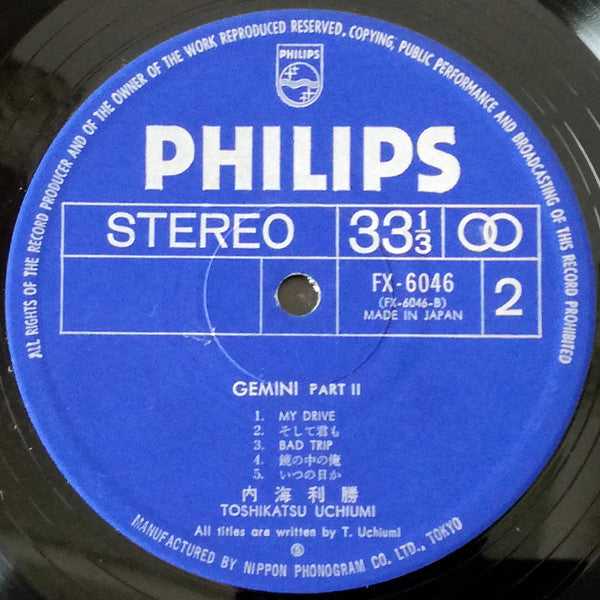 ALL RIGHTS OF THE RECORD PRODUCER AND OF THE OWNER OF THE WORK REPRODUCED RESERVED. COPYING, PUBLIC PERFORMANCE AND BROADCASTING OF THIS RECORD PROHIBITED
PHILIPS
PHILIPS
STEREO
33 1/3
FX-6046
(FX-6046-B)
MADE IN JAPAN
2
GEMINI PART II
1. MY DRIVE
2. そして君も
3. BAD TRIP
4.鏡の中の俺
5. いつの日か
内海利勝
TOSHIKATSU UCHIUMI
All titles are written by T. Uchiumi
MANUFACTURED BY NIPPON PHONOGRAM CO. LTD., TOKYO